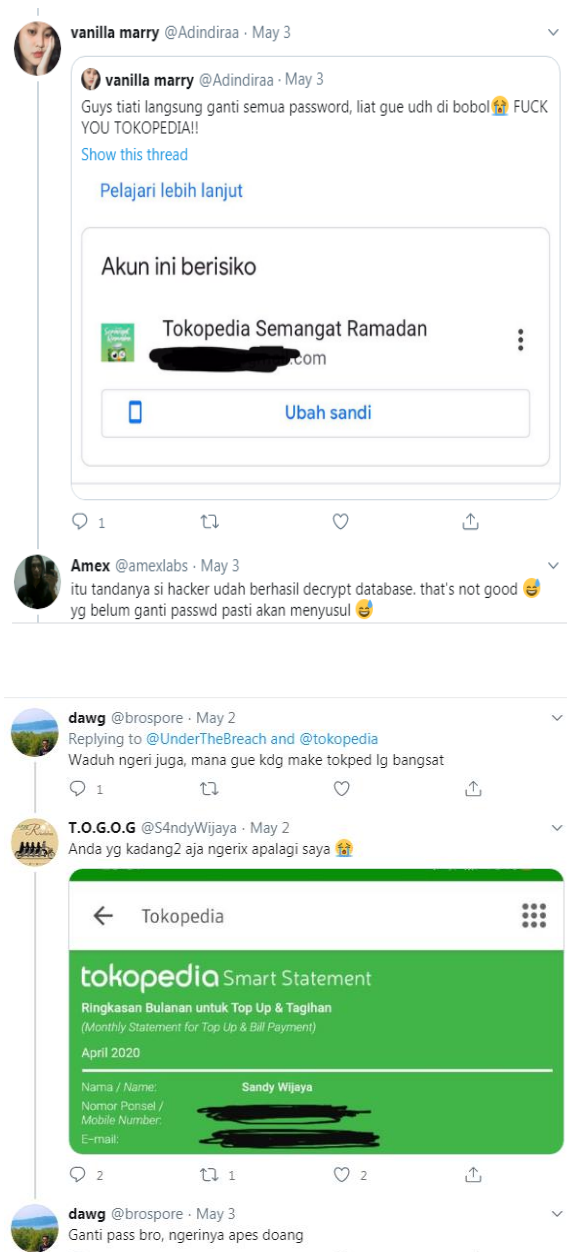 vanilla marry @Adindiraa · May 3
vanilla marry @Adindiraa · May 3
Guys tiati langsung ganti semua password, liat gue udh di bobol😭 FUCK
YOU TOKOPEDIA!!
Show this thread
Pelajari lebih lanjut
Akun ini berisiko
Tokopedia Semangat Ramadan
.com
Ubah sandi
1
Amex @amexlabs · May 3
itu tandanya si hacker udah berhasil decrypt database. that's not good 😅
yg belum ganti passwd pasti akan menyusul 😅
dawg @brospore · May 2
Replying to @UnderTheBreach and @tokopedia
Waduh ngeri juga, mana gue kdg make tokped lg bangsat
1
T.O.G.O.G @S4ndyWijaya · May 2
Anda yg kadang2 aja ngerix apalagi saya 😭
Tokopedia
tokopedia Smart Statement
Ringkasan Bulanan untuk Top Up & Tagihan
(Monthly Statement for Top Up & Bill Payment)
April 2020
Nama / Name: Sandy Wijaya
Nomor Ponsel /
Mobile Number:
E-mail:
2 1 2
dawg @brospore · May 3
Ganti pass bro, ngerinya apes doang